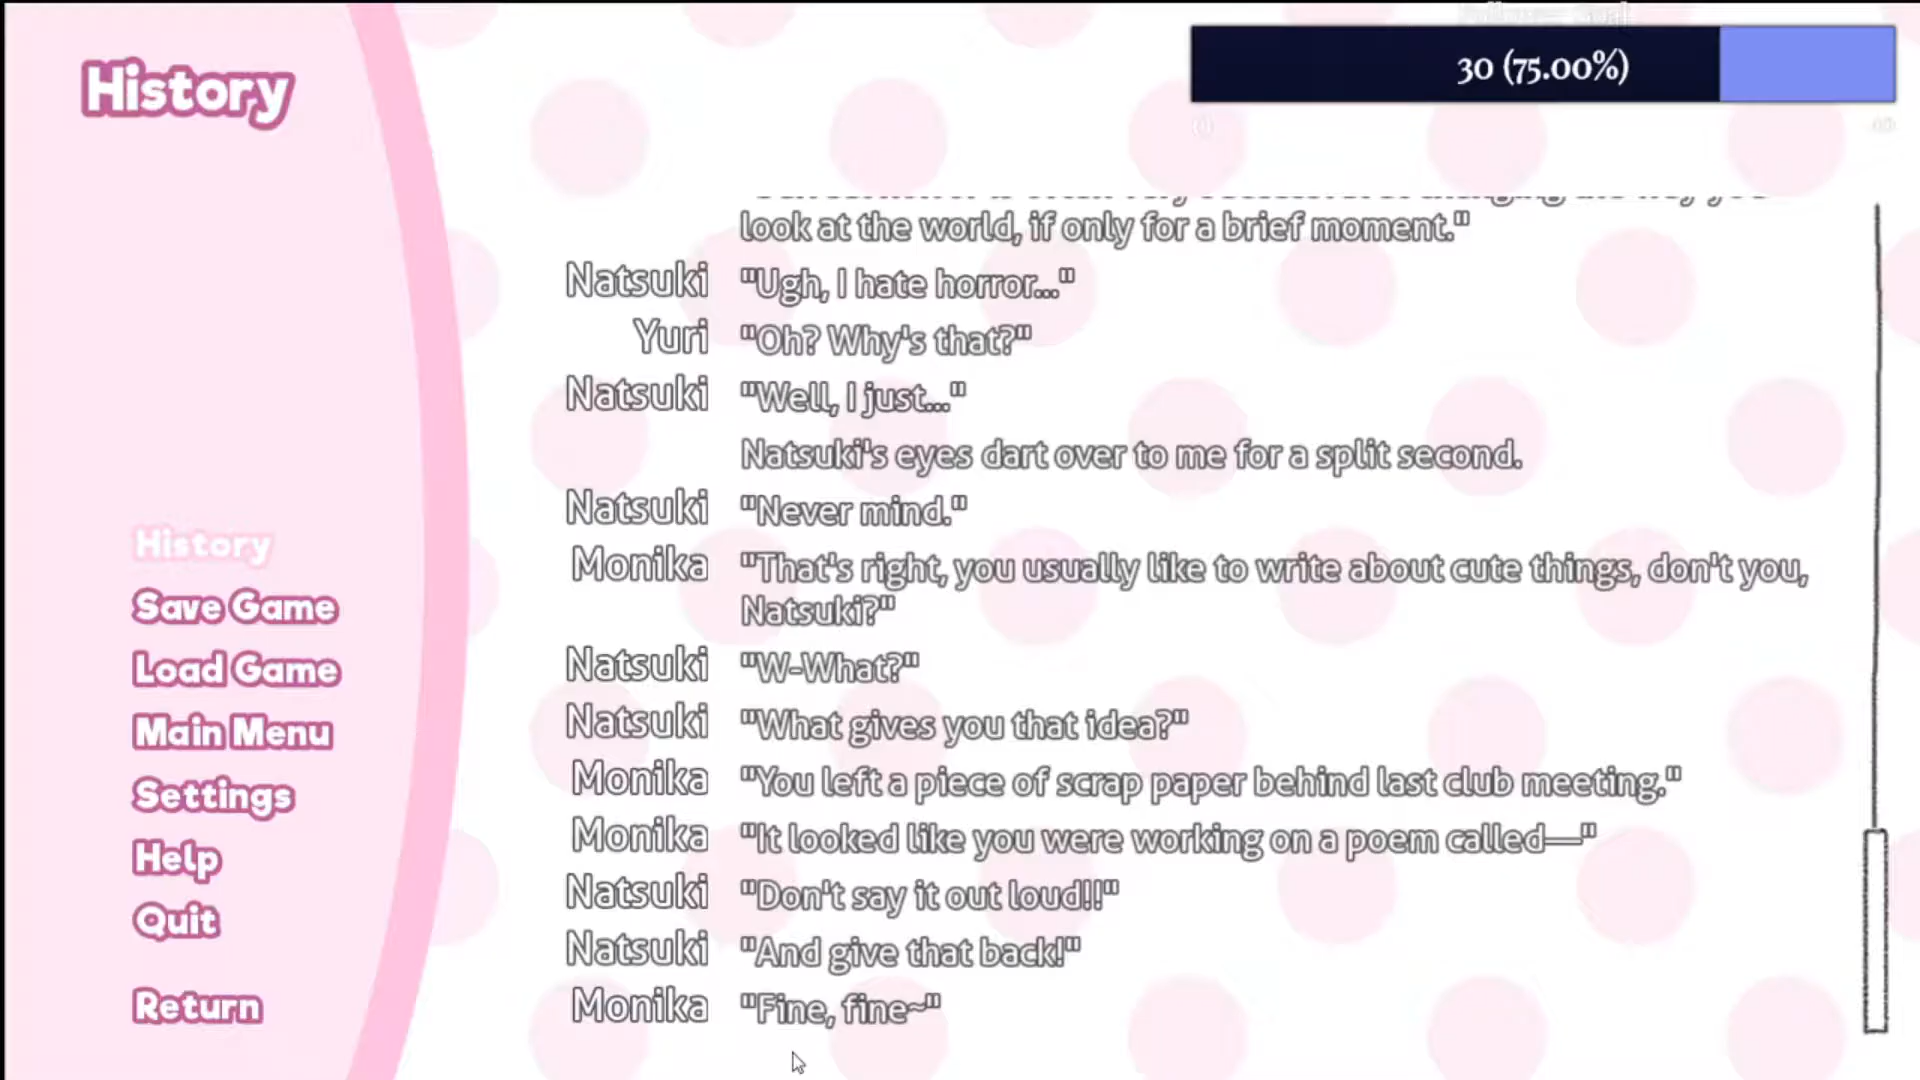 History
30 (75.00%)
look at the world, if only for a brief moment."
Natsuki "Ugh, I hate horror..."
Yuri "Oh? Why's that?"
Natsuki "Well, I just..."
Natsuki's eyes dart over to me for a split second.
Natsuki "Never mind."
Monika "That's right, you usually like to write about cute things, don't you,
Natsuki?"
Natsuki "W-What?"
Natsuki "What gives you that idea?"
Monika "You left a piece of scrap paper behind last club meeting."
Monika "It looked like you were working on a poem called—"
Natsuki "Don't say it out loud!!"
Natsuki "And give that back!"
Monika "Fine, fine~"
History
Save Game
Load Game
Main Menu
Settings
Help
Quit
Return